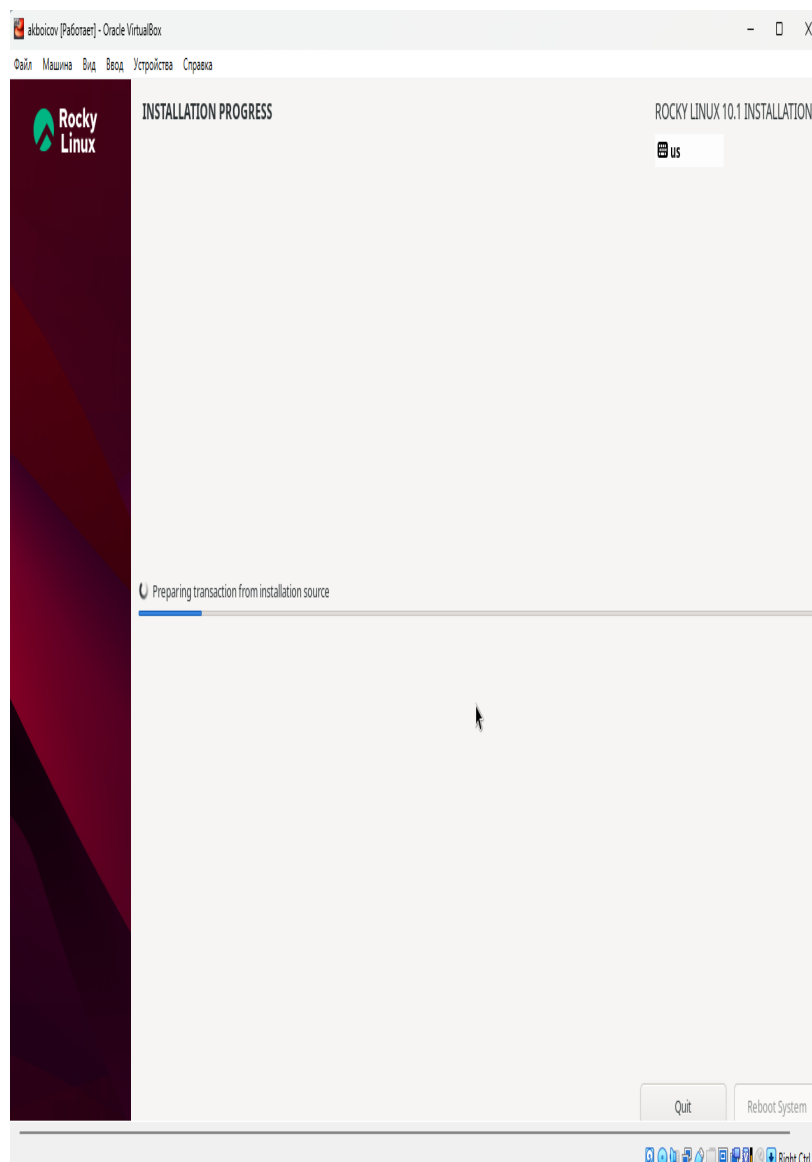 akboicov [Работает] - Oracle VirtualBox
Файл Машина Вид Ввод Устройства Справка
Rocky
Linux
INSTALLATION PROGRESS
ROCKY LINUX 10.1 INSTALLATION
us
Preparing transaction from installation source
Quit
Reboot System
Right Ctrl